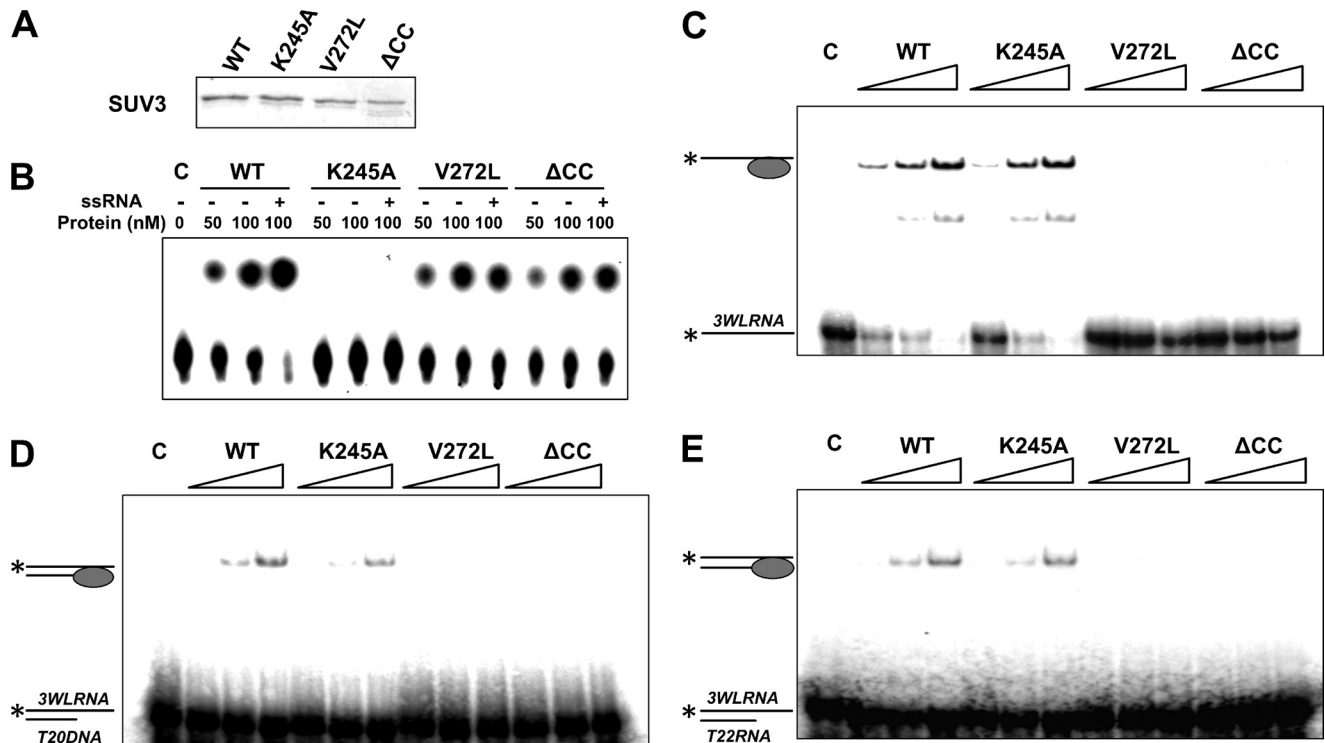 A
WT K245A V272L ΔCC
SUV3
B
C WT K245A V272L ΔCC
ssRNA - - + - - + - - + - - +
Protein (nM) 0 50 100 100 50 100 100 50 100 100 50 100 100
C
C WT K245A V272L ΔCC
*
3WLRNA
*
D
C WT K245A V272L ΔCC
*
3WLRNA
*
T20DNA
E
C WT K245A V272L ΔCC
*
3WLRNA
*
T22RNA